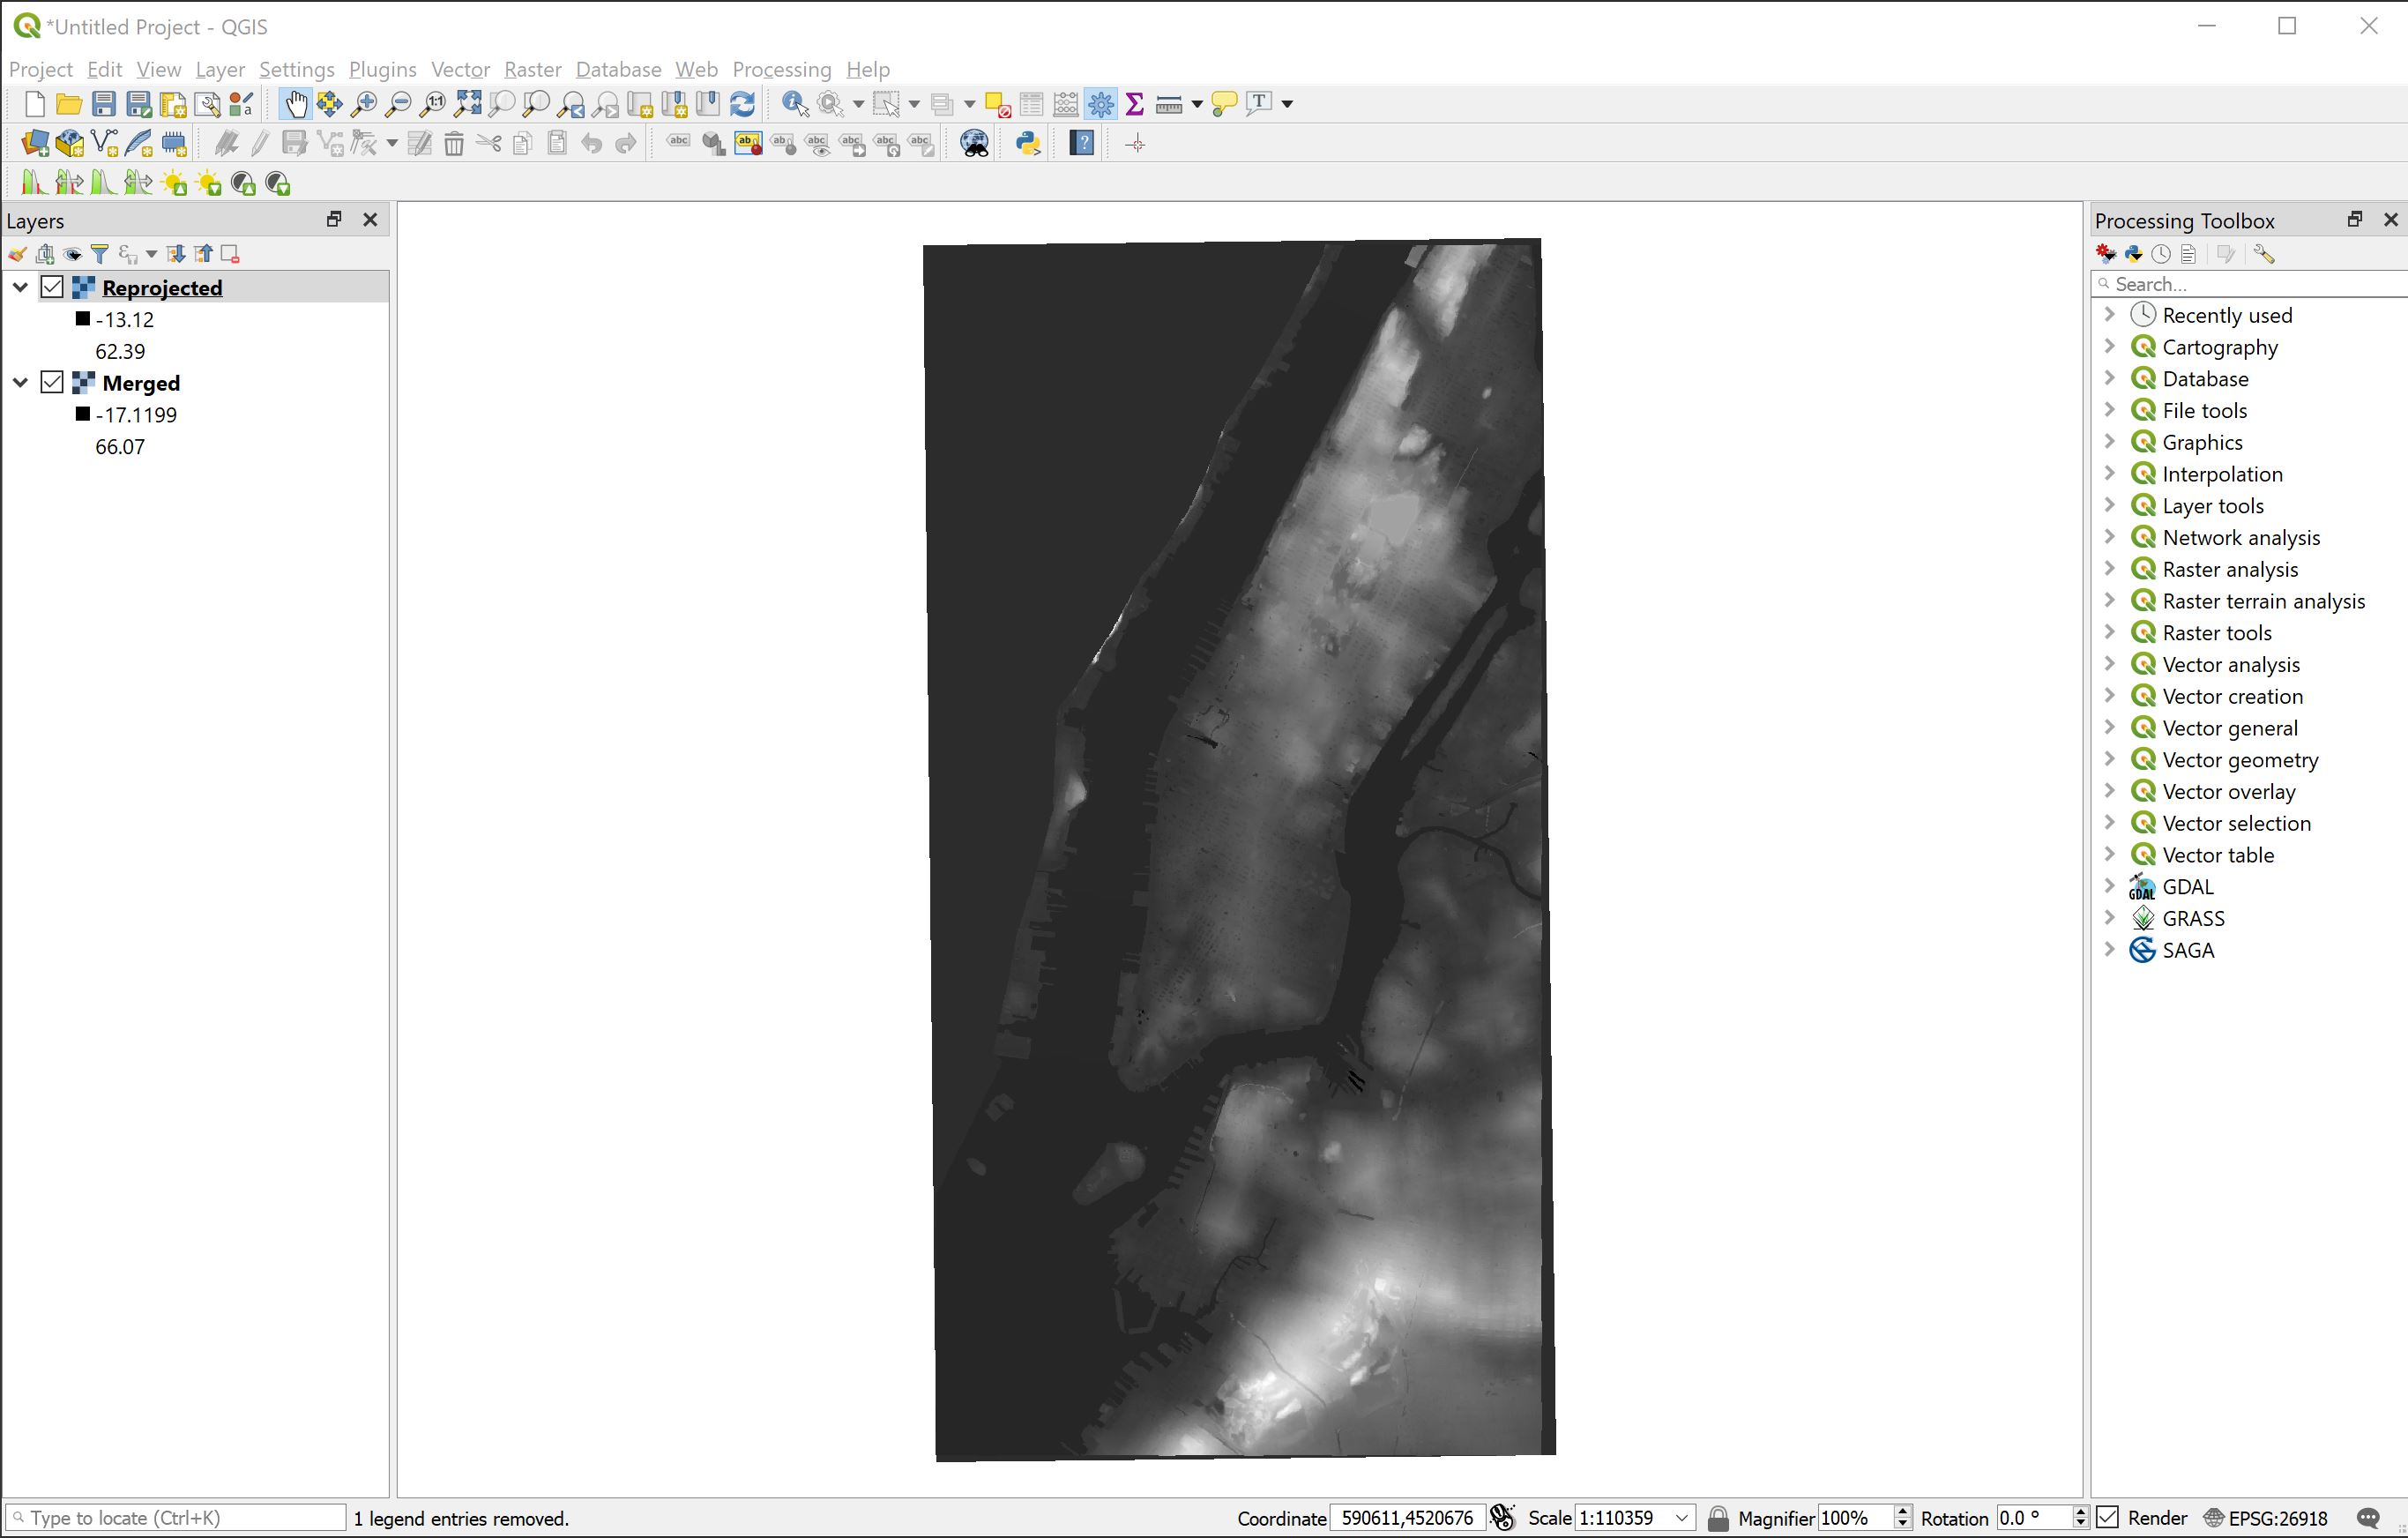 *Untitled Project - QGIS
Project Edit View Layer Settings Plugins Vector Raster Database Web Processing Help
Layers
Reprojected
-13.12
62.39
Merged
-17.1199
66.07
Processing Toolbox
Search...
Recently used
Cartography
Database
File tools
Graphics
Interpolation
Layer tools
Network analysis
Raster analysis
Raster terrain analysis
Raster tools
Vector analysis
Vector creation
Vector general
Vector geometry
Vector overlay
Vector selection
Vector table
GDAL
GRASS
SAGA
Type to locate (Ctrl+K) 1 legend entries removed. Coordinate 590611,4520676 Scale 1:110359 Magnifier 100% Rotation 0.0 ° Render EPSG:26918